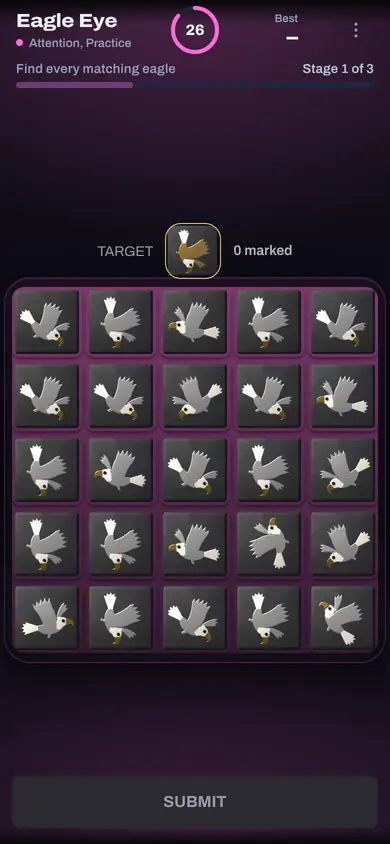 Eagle Eye
Attention, Practice
26
Best
–
Find every matching eagle
Stage 1 of 3
TARGET
0 marked
SUBMIT